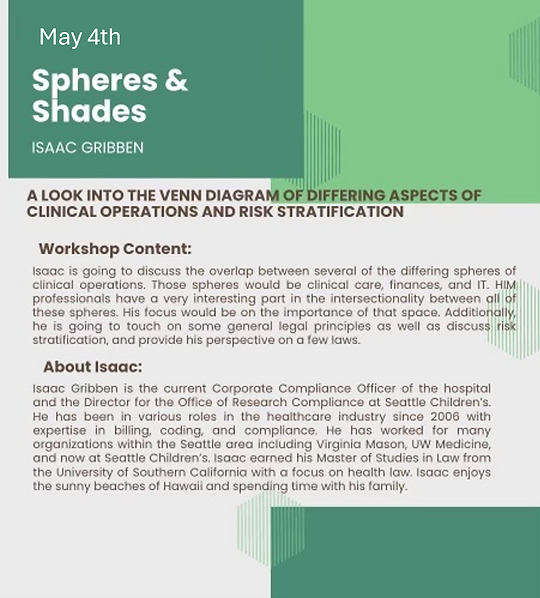 May 4th
Spheres &
Shades
ISAAC GRIBBEN
A LOOK INTO THE VENN DIAGRAM OF DIFFERING ASPECTS OF
CLINICAL OPERATIONS AND RISK STRATIFICATION
Workshop Content:
Isaac is going to discuss the overlap between several of the differing spheres of
clinical operations. Those spheres would be clinical care, finances, and IT. HIM
professionals have a very interesting part in the intersectionality between all of
these spheres. His focus would be on the importance of that space. Additionally,
he is going to touch on some general legal principles as well as discuss risk
stratification, and provide his perspective on a few laws.
About Isaac:
Isaac Gribben is the current Corporate Compliance Officer of the hospital
and the Director for the Office of Research Compliance at Seattle Children's.
He has been in various roles in the healthcare industry since 2006 with
expertise in billing, coding, and compliance. He has worked for many
organizations within the Seattle area including Virginia Mason, UW Medicine,
and now at Seattle Children's. Isaac earned his Master of Studies in Law from
the University of Southern California with a focus on health law. Isaac enjoys
the sunny beaches of Hawaii and spending time with his family.